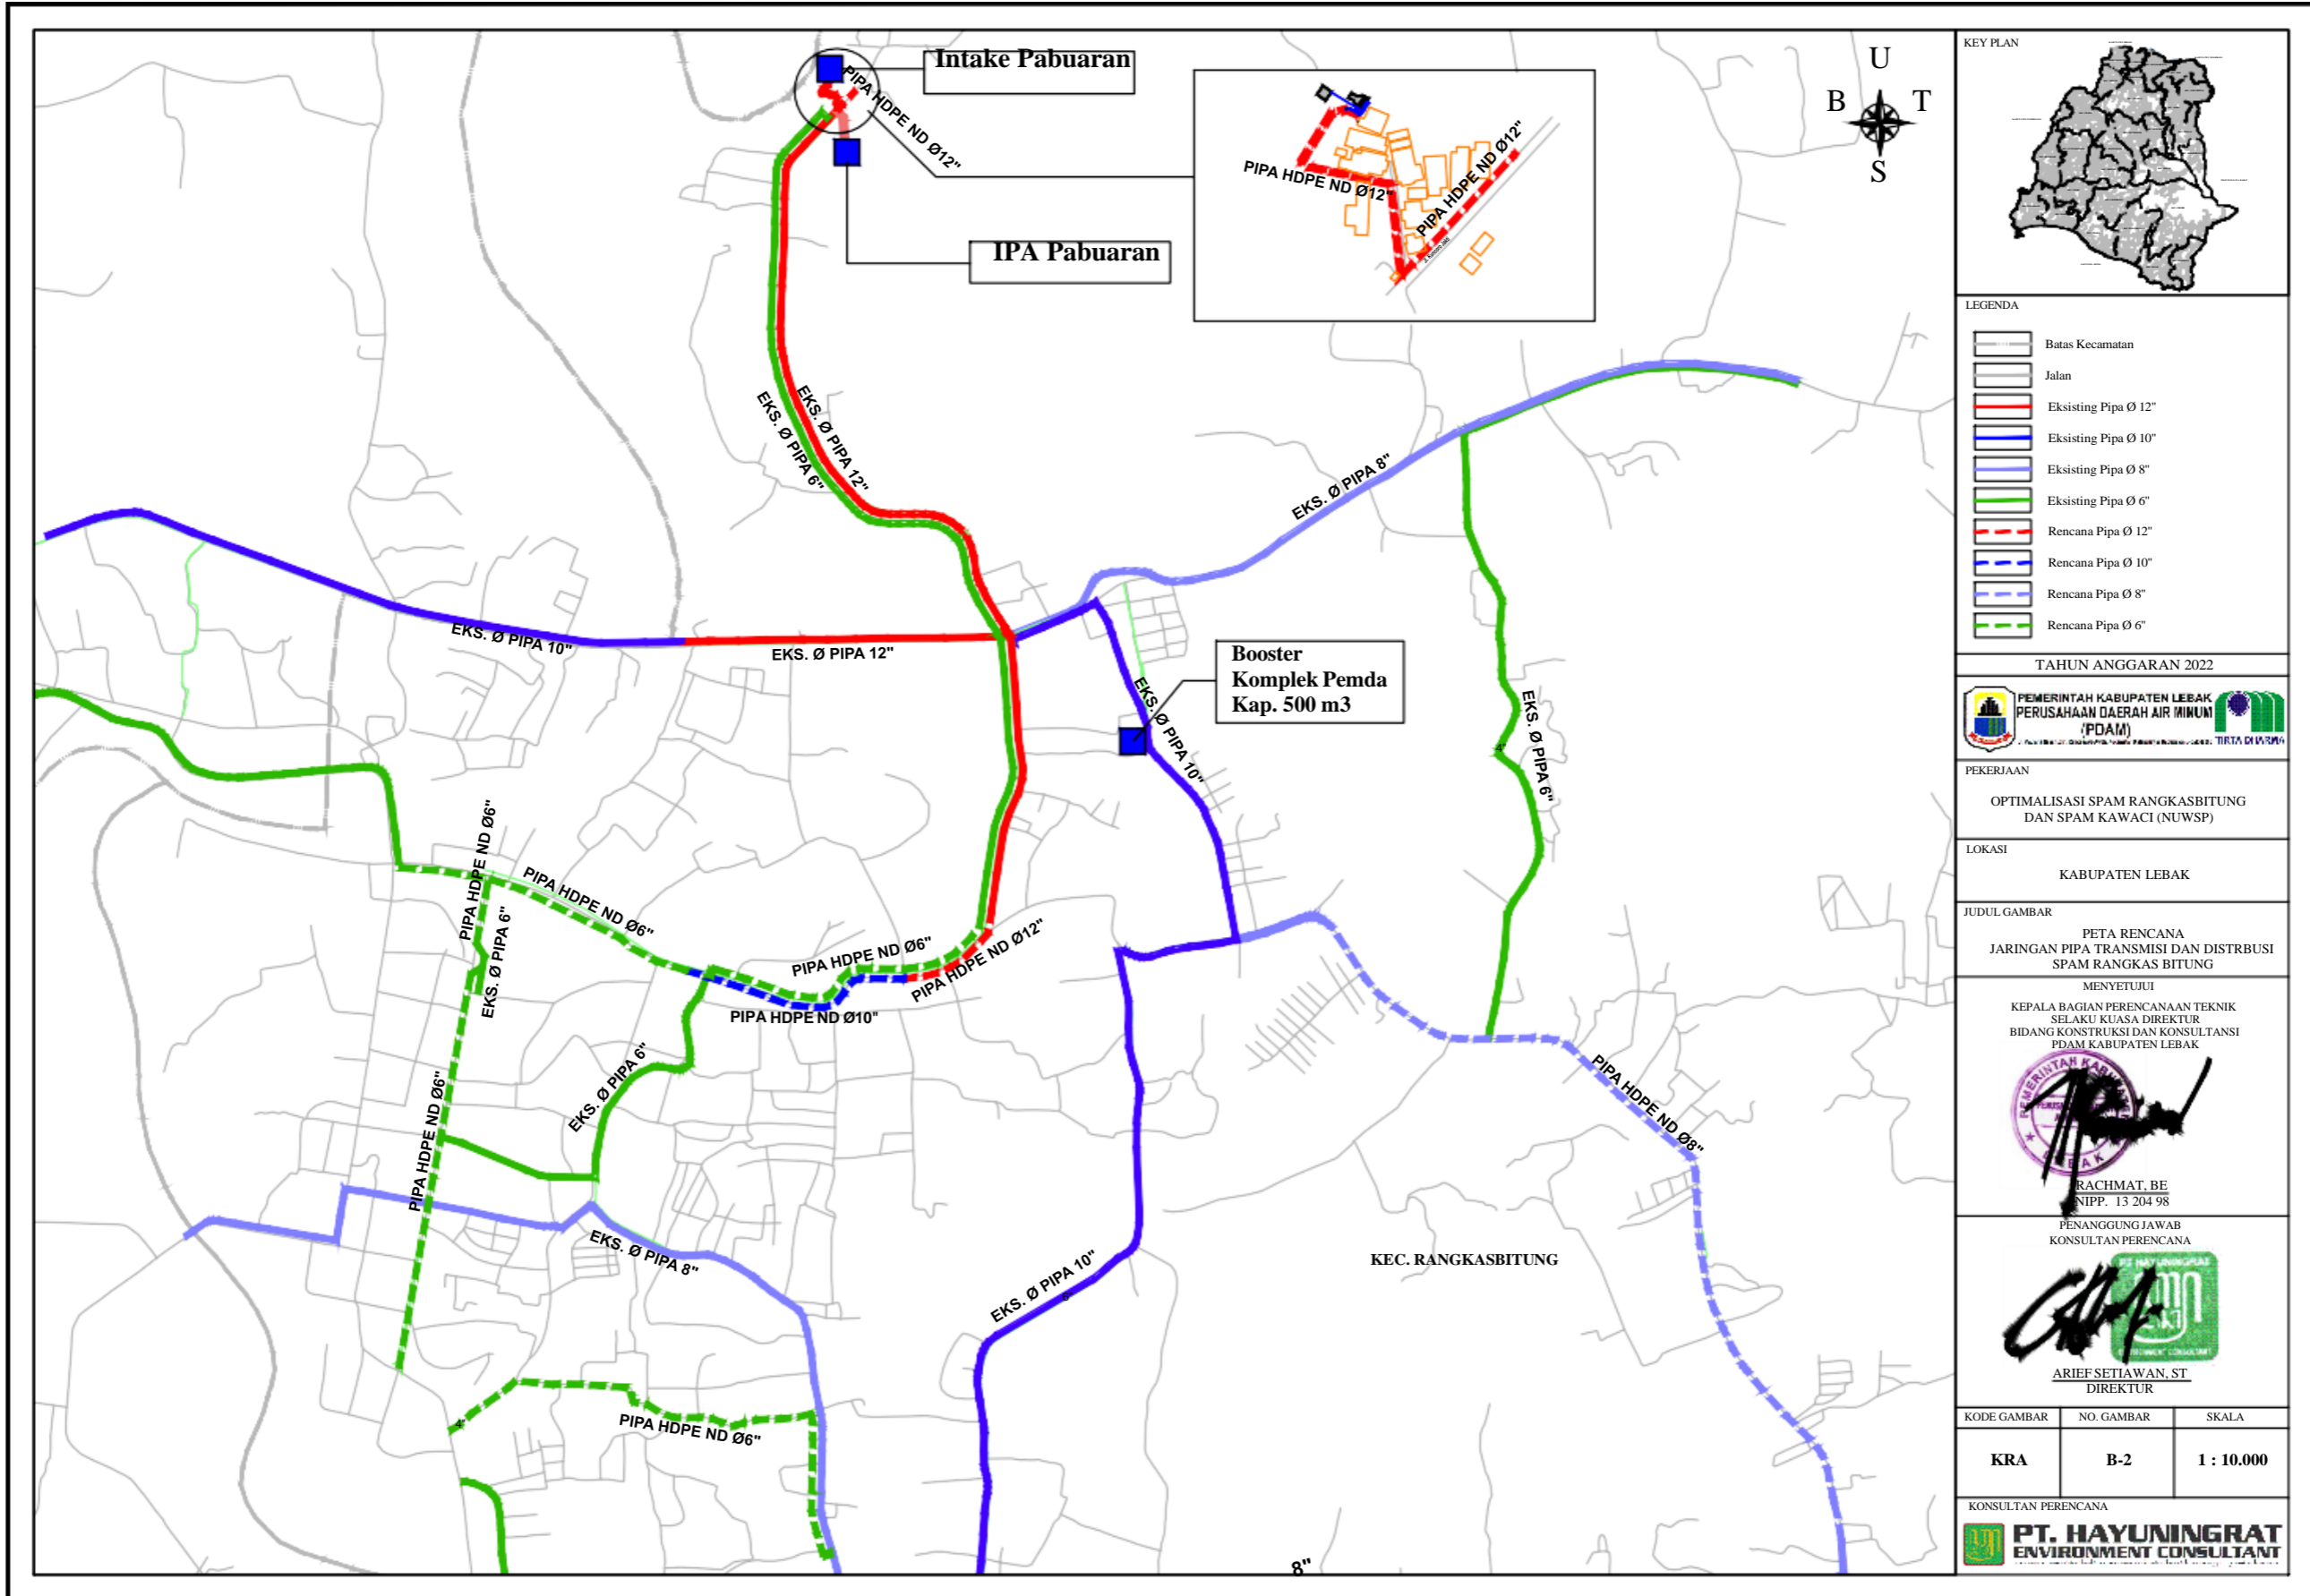 Intake Pabuaran
PIPA HDPE ND Ø12"
IPA Pabuaran
PIPA HDPE ND Ø12"
PIPA HDPE ND Ø12"
U
B
T
S
EKS. Ø PIPA 12"
EKS. Ø PIPA 6"
EKS. Ø PIPA 8"
EKS. Ø PIPA 10"
EKS. Ø PIPA 12"
Booster
Komplek Pemda
Kap. 500 m3
EKS. Ø PIPA 10"
EKS. Ø PIPA 6"
4"
PIPA HDPE ND Ø6"
PIPA HDPE ND Ø6"
EKS. Ø PIPA 6"
PIPA HDPE ND Ø6"
PIPA HDPE ND Ø12"
PIPA HDPE ND Ø10"
EKS. Ø PIPA 6"
PIPA HDPE ND Ø6"
PIPA HDPE ND Ø8"
EKS. Ø PIPA 8"
EKS. Ø PIPA 10"
KEC. RANGKASBITUNG
4"
PIPA HDPE ND Ø6"
8"
KEY PLAN
LEGENDA
Batas Kecamatan
Jalan
Eksisting Pipa Ø 12"
Eksisting Pipa Ø 10"
Eksisting Pipa Ø 8"
Eksisting Pipa Ø 6"
Rencana Pipa Ø 12"
Rencana Pipa Ø 10"
Rencana Pipa Ø 8"
Rencana Pipa Ø 6"
TAHUN ANGGARAN 2022
PEMERINTAH KABUPATEN LEBAK
PERUSAHAAN DAERAH AIR MINUM
(PDAM)
TIRTA DHARMA
PEKERJAAN
OPTIMALISASI SPAM RANGKASBITUNG
DAN SPAM KAWACI (NUWSP)
LOKASI
KABUPATEN LEBAK
JUDUL GAMBAR
PETA RENCANA
JARINGAN PIPA TRANSMISI DAN DISTRBUSI
SPAM RANGKAS BITUNG
MENYETUJUI
KEPALA BAGIAN PERENCANAAN TEKNIK
SELAKU KUASA DIREKTUR
BIDANG KONSTRUKSI DAN KONSULTANSI
PDAM KABUPATEN LEBAK
RACHMAT, BE
NIPP. 13 204 98
PENANGGUNG JAWAB
KONSULTAN PERENCANA
PT HAYUNINGRAT
ARIEF SETIAWAN, ST
DIREKTUR
KODE GAMBAR
NO. GAMBAR
SKALA
KRA
B-2
1 : 10.000
KONSULTAN PERENCANA
PT. HAYUNINGRAT
ENVIRONMENT CONSULTANT